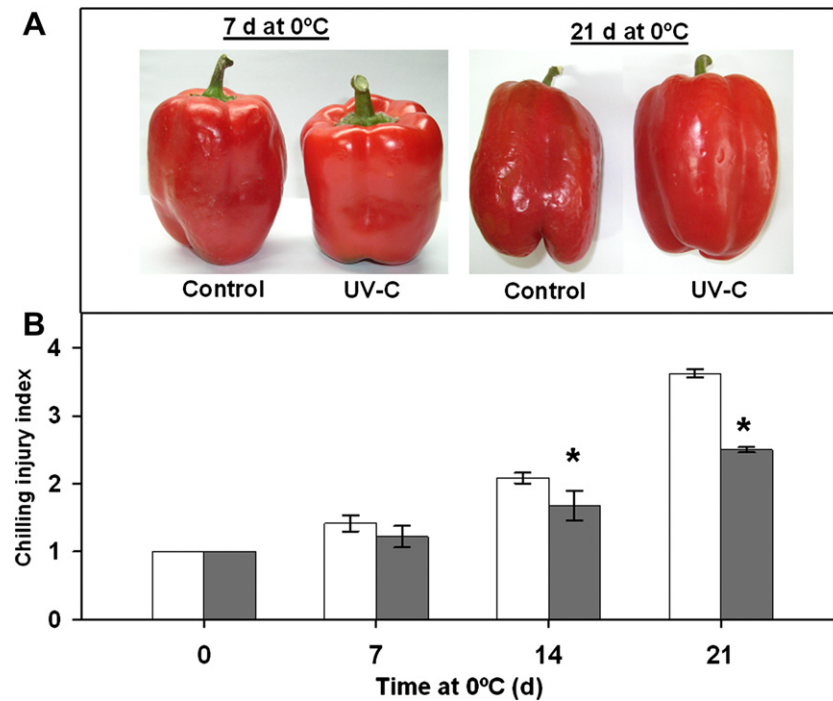 A
7 d at 0ºC
21 d at 0ºC
Control
UV-C
Control
UV-C
B
Chilling injury index
4
3
2
1
0
*
*
0
7
14
21
Time at 0ºC (d)